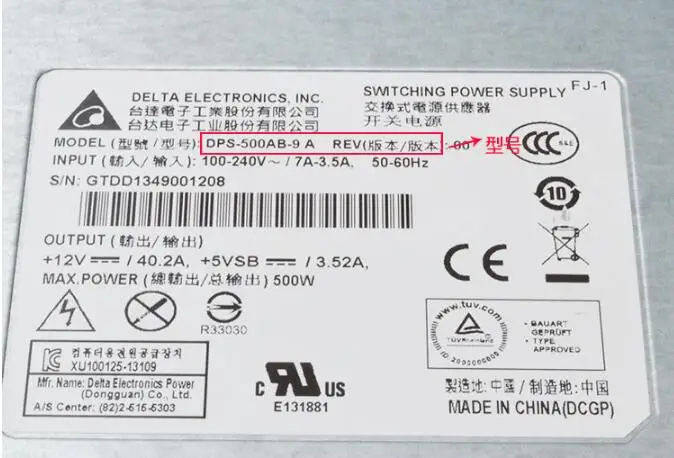 DELTA ELECTRONICS, INC.
台達電子工業股份有限公司
台达电子工业股份有限公司
SWITCHING POWER SUPPLY FJ-1
交換式電源供應器
开关电源
MODEL (型號/型号): DPS-500AB-9 A REV(版本/版本): 00 型号
INPUT (輸入/输入): 100-240V～/7A-3.5A, 50-60Hz
S/N: GTDD1349001208
CCC S&E
10
OUTPUT (輸出/输出)
+12V ⎓ / 40.2A, +5VSB ⎓ / 3.52A,
MAX. POWER (總輸出/总输出) 500W
CE
R33030
www.tuv.com
TÜVRheinland
ID 2000000000
• BAUART
GEPRÜFT
• TYPE
APPROVED
컴퓨터용전원공급장치
XU100125-13109
Mfr. Name: Delta Electronics Power
(Dongguan) Co., Ltd.
A/S Center: (82)2-515-5303
c RU US
E131881
製造地: 中國 / 制造地: 中国
MADE IN CHINA(DCGP)